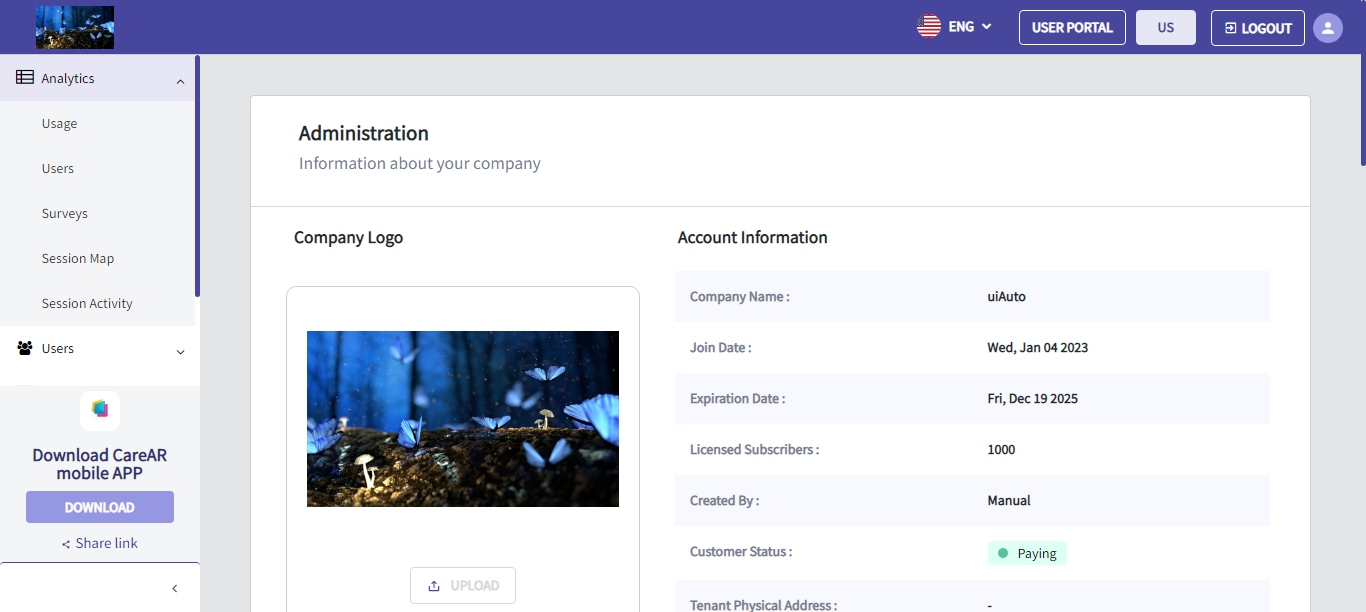 ENG
USER PORTAL
US
LOGOUT
Analytics
Usage
Users
Surveys
Session Map
Session Activity
Users
Download CareAR
mobile APP
DOWNLOAD
Share link
Administration
Information about your company
Company Logo
UPLOAD
Account Information
Company Name : uiAuto
Join Date : Wed, Jan 04 2023
Expiration Date : Fri, Dec 19 2025
Licensed Subscribers : 1000
Created By : Manual
Customer Status : Paying
Tenant Physical Address : -